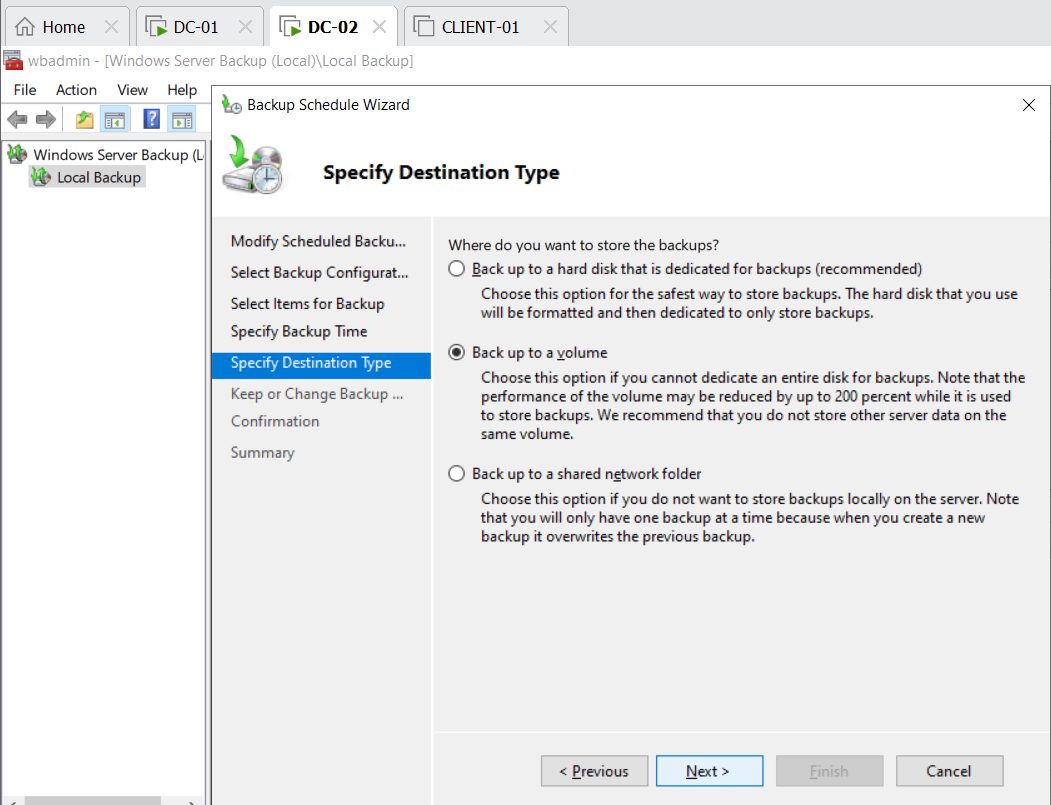 Home
DC-01
DC-02
CLIENT-01
wbadmin - [Windows Server Backup (Local)\Local Backup]
File Action View Help
Backup Schedule Wizard
Windows Server Backup (L
Local Backup
Specify Destination Type
Modify Scheduled Backu...
Select Backup Configurat...
Select Items for Backup
Specify Backup Time
Specify Destination Type
Keep or Change Backup ...
Confirmation
Summary
Where do you want to store the backups?
Back up to a hard disk that is dedicated for backups (recommended)
Choose this option for the safest way to store backups. The hard disk that you use
will be formatted and then dedicated to only store backups.
Back up to a volume
Choose this option if you cannot dedicate an entire disk for backups. Note that the
performance of the volume may be reduced by up to 200 percent while it is used
to store backups. We recommend that you do not store other server data on the
same volume.
Back up to a shared network folder
Choose this option if you do not want to store backups locally on the server. Note
that you will only have one backup at a time because when you create a new
backup it overwrites the previous backup.
< Previous
Next >
Finish
Cancel